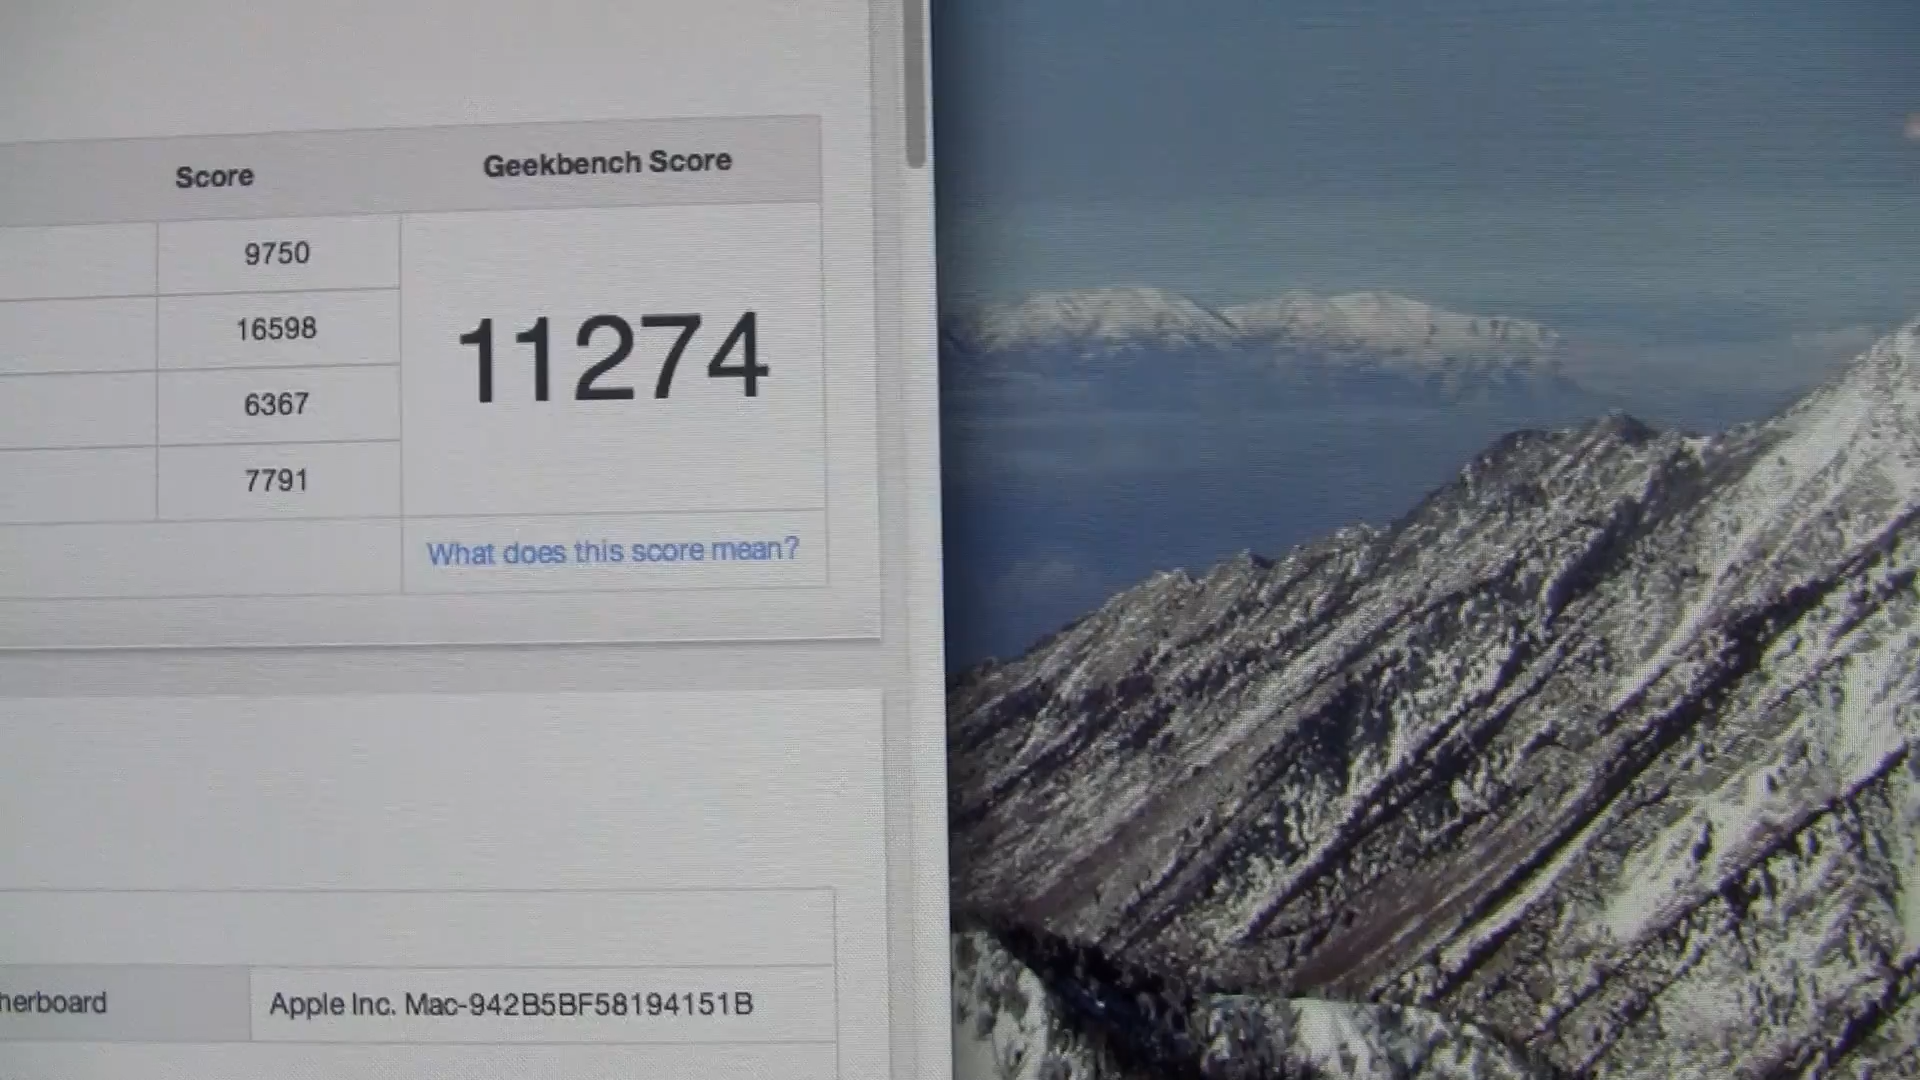 Score
Geekbench Score
9750
16598
6367
7791
11274
What does this score mean?
herboard
Apple Inc. Mac-942B5BF58194151B